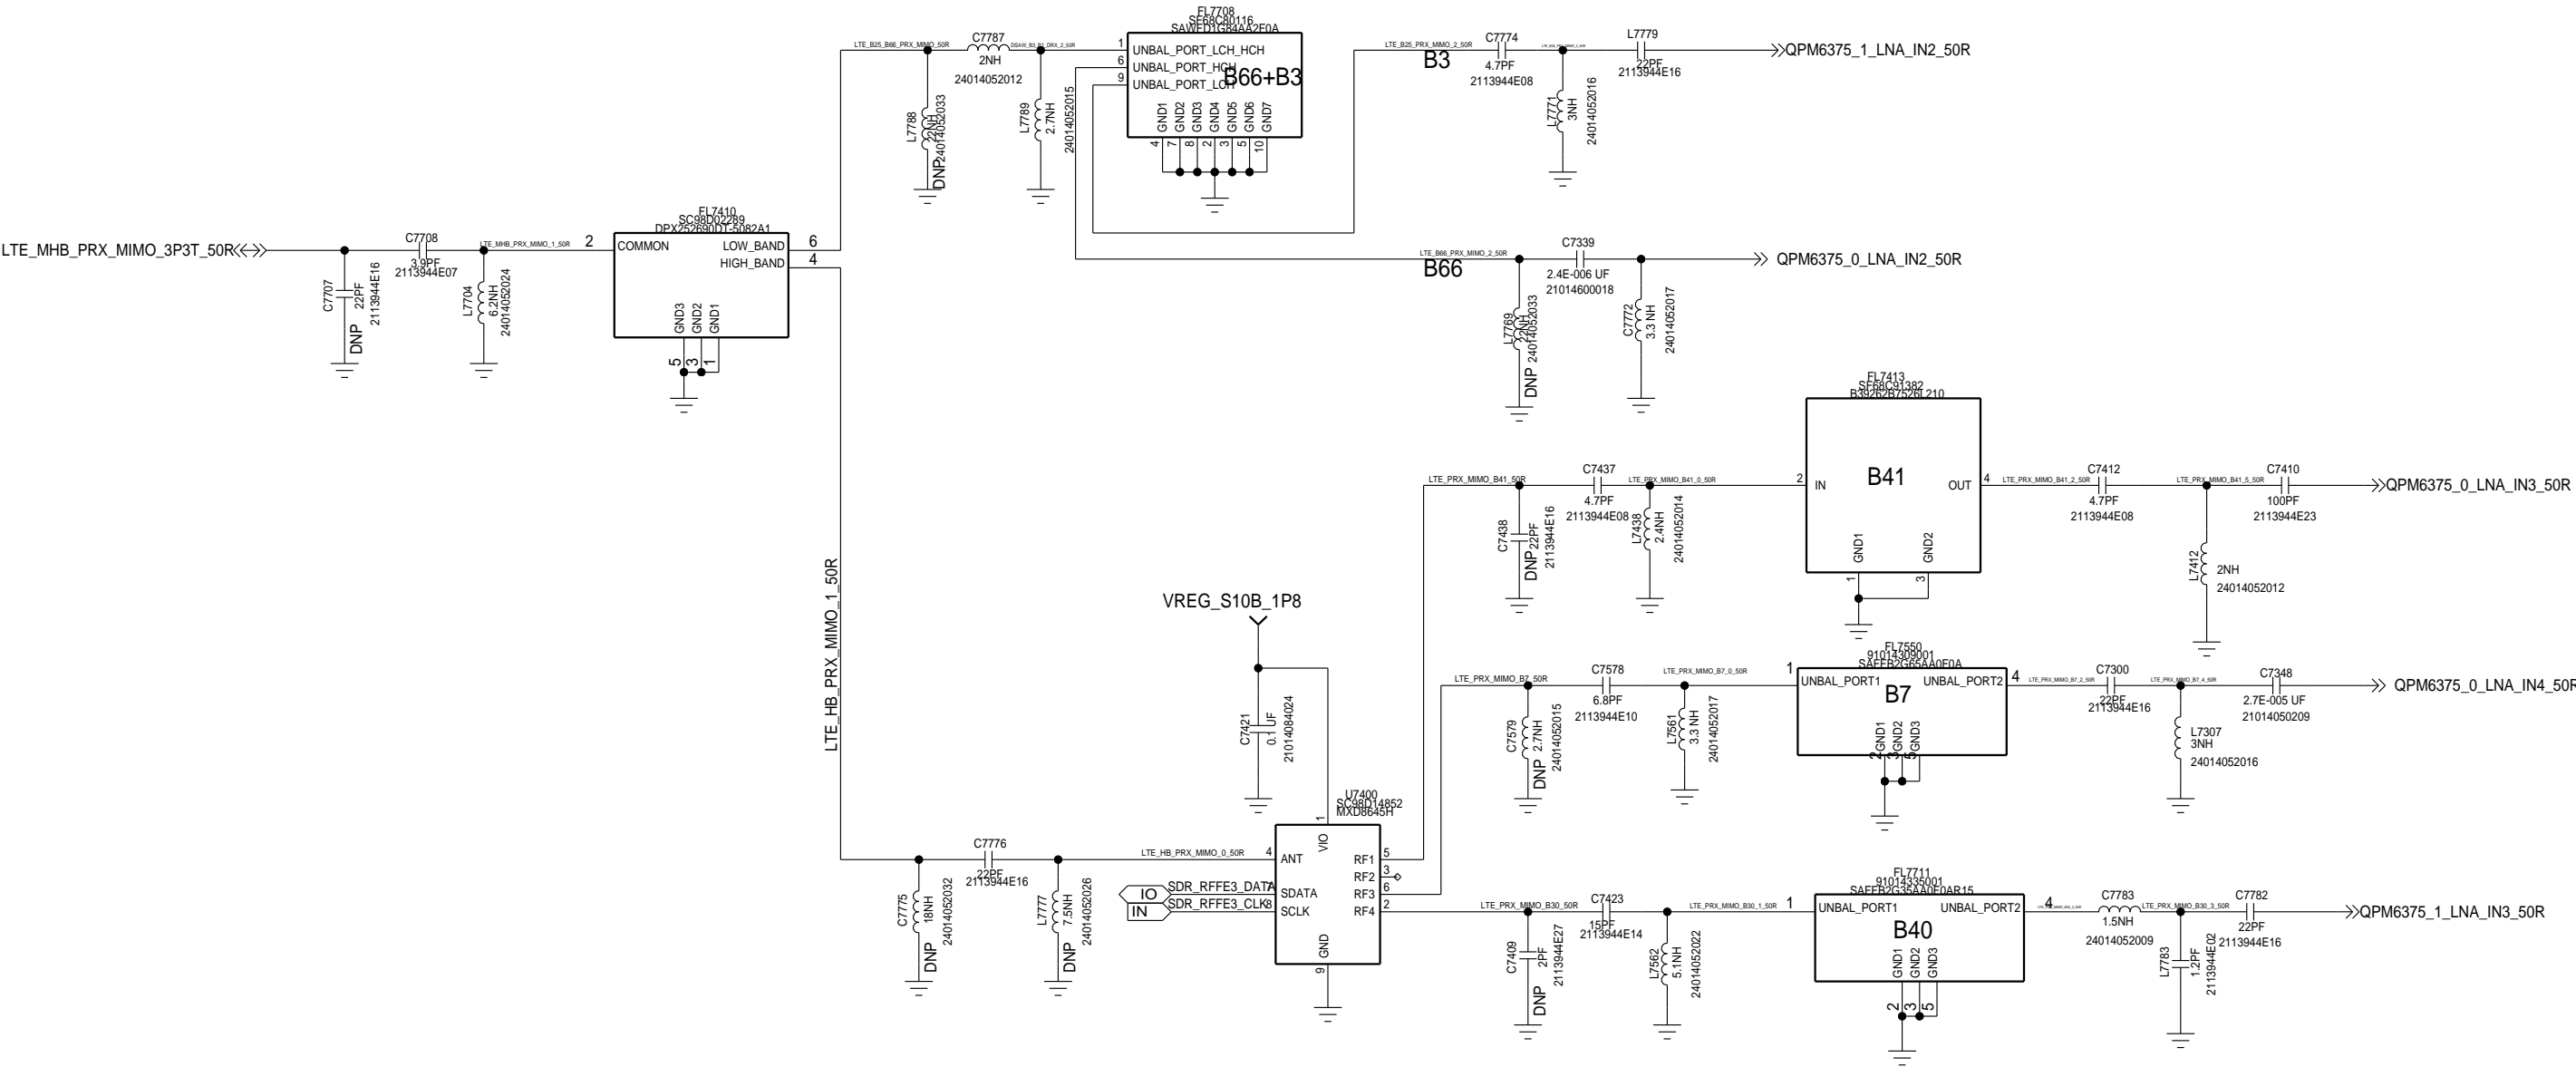 LTE_MHB_PRX_MIMO_3P3T_50R
C7707
22PF
2113944E16
DNP
C7708
3.9PF
2113944E07
LTE_MHB_PRX_MIMO_1_50R
L7704
6.2NH
24014052024
FL7410
SC98D02289
DPX252690DT-5082A1
2
COMMON
LOW_BAND
6
HIGH_BAND
4
GND3
GND2
GND1
5
3
1
LTE_B25_B66_PRX_MIMO_50R
C7787
2NH
24014052012
L7788
22NH
24014052033
DNP
L7789
2.7NH
24014052015
FL7708
SF68C80116
SAWFD1G84AA2F0A
1
UNBAL_PORT_LCH_HCH
6
UNBAL_PORT_HCH
9
UNBAL_PORT_LCH
B66+B3
GND1
GND2
GND3
GND4
GND5
GND6
GND7
4
7
8
2
3
5
10
LTE_B25_PRX_MIMO_2_50R
B3
C7774
4.7PF
2113944E08
L7771
3NH
24014052016
L7779
22PF
2113944E16
QPM6375_1_LNA_IN2_50R
LTE_B66_PRX_MIMO_2_50R
B66
L7769
22NH
24014052033
DNP
C7339
2.4E-006 UF
21014600018
C7772
3.3 NH
24014052017
QPM6375_0_LNA_IN2_50R
LTE_HB_PRX_MIMO_1_50R
C7775
18NH
24014052032
DNP
C7776
22PF
2113944E16
L7777
7.5NH
24014052026
DNP
LTE_HB_PRX_MIMO_0_50R
VREG_S10B_1P8
C7421
0.1 UF
21014084024
U7400
SC98D14852
MXD8645H
1
VIO
4
ANT
IO
SDR_RFFE3_DATA
7
SDATA
IN
SDR_RFFE3_CLK
8
SCLK
RF1
5
RF2
3
RF3
6
RF4
2
GND
9
LTE_PRX_MIMO_B41_50R
C7438
22PF
2113944E16
DNP
C7437
4.7PF
2113944E08
LTE_PRX_MIMO_B41_0_50R
L7438
2.4NH
24014052014
FL7413
SF68C91382
B39262B7526L210
2
IN
B41
OUT
4
GND1
GND2
1
3
LTE_PRX_MIMO_B41_2_50R
C7412
4.7PF
2113944E08
LTE_PRX_MIMO_B41_5_50R
L7412
2NH
24014052012
C7410
100PF
2113944E23
QPM6375_0_LNA_IN3_50R
LTE_PRX_MIMO_B7_50R
C7579
2.7NH
24014052015
DNP
C7578
6.8PF
2113944E10
LTE_PRX_MIMO_B7_0_50R
L7561
3.3 NH
24014052017
FL7550
91014309001
SAFFB2G65AA0F0A
1
UNBAL_PORT1
UNBAL_PORT2
4
B7
GND1
GND2
GND3
2
3
5
LTE_PRX_MIMO_B7_2_50R
C7300
22PF
2113944E16
LTE_PRX_MIMO_B7_4_50R
L7307
3NH
24014052016
C7348
2.7E-005 UF
21014050209
QPM6375_0_LNA_IN4_50R
LTE_PRX_MIMO_B30_50R
C7409
2PF
2113944E27
DNP
C7423
15PF
2113944E14
LTE_PRX_MIMO_B30_1_50R
L7562
5.1NH
24014052022
FL7711
91014335001
SAFFB2G35AA0F0AR15
1
UNBAL_PORT1
UNBAL_PORT2
4
B40
GND1
GND2
GND3
2
3
5
C7783
1.5NH
24014052009
LTE_PRX_MIMO_B30_3_50R
L7783
1.2PF
2113944E02
C7782
22PF
2113944E16
QPM6375_1_LNA_IN3_50R